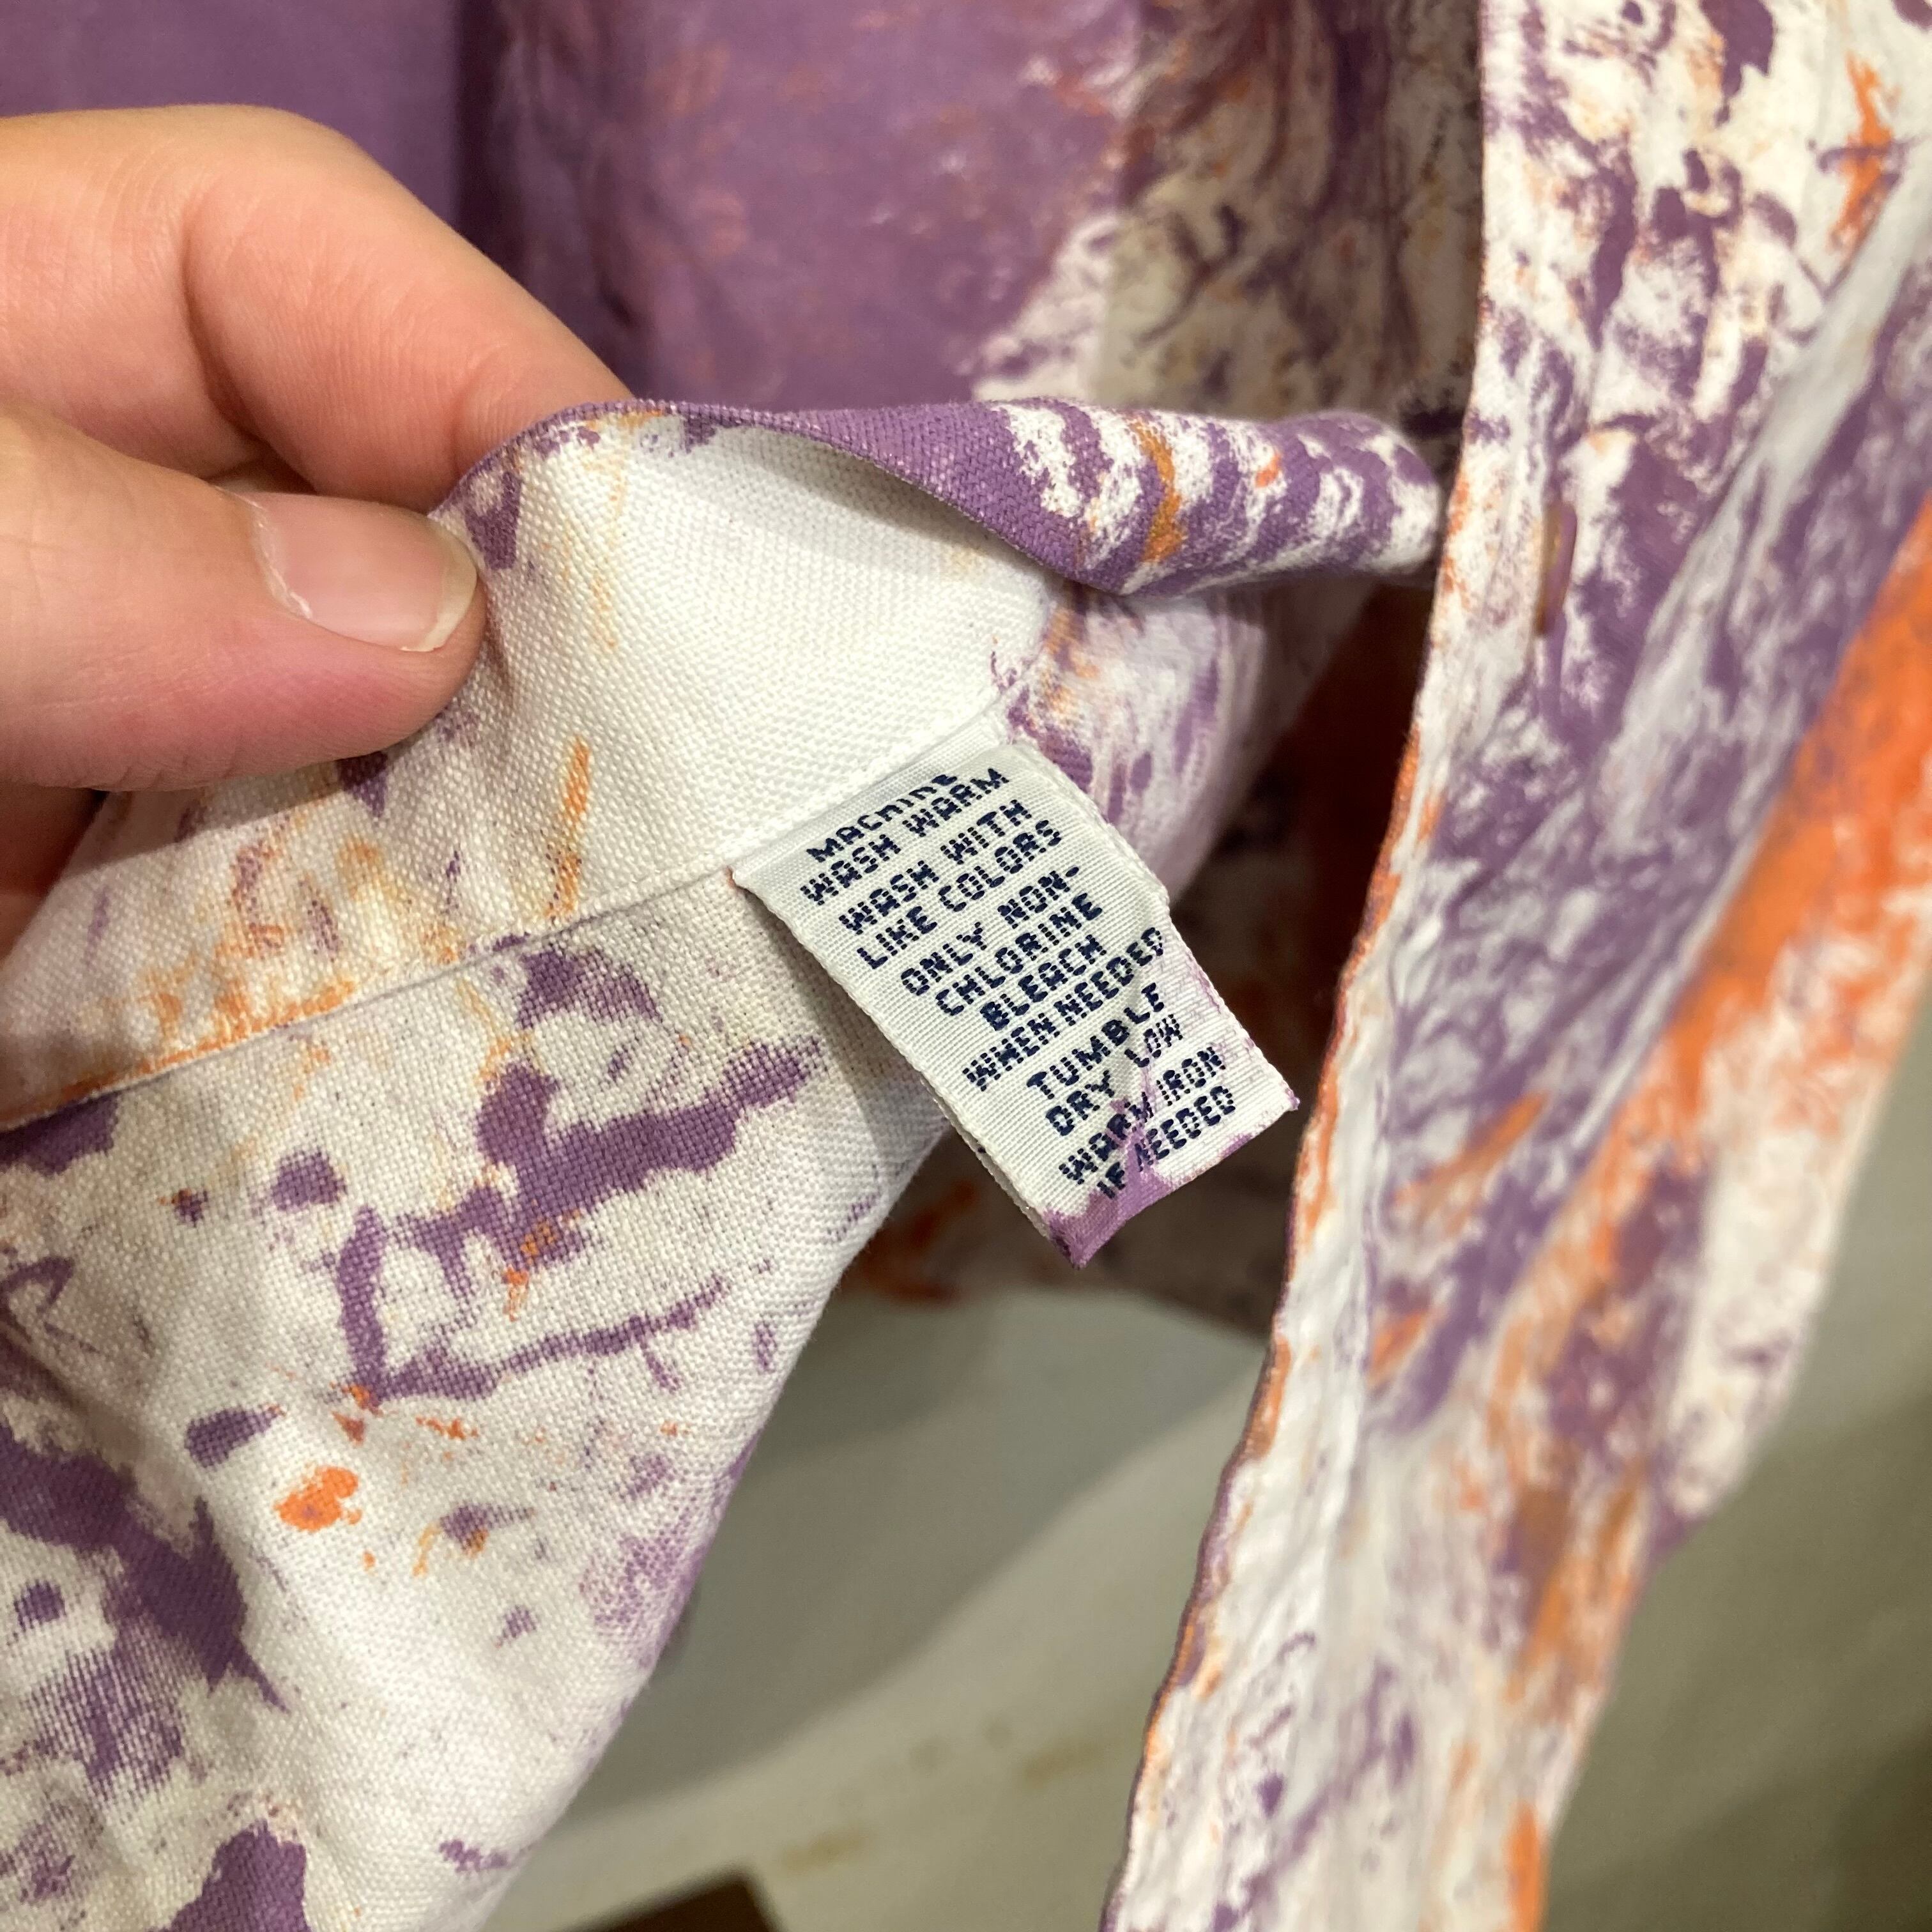 MACHINE
WASH WARM
WASH WITH
LIKE COLORS
ONLY NON-
CHLORINE
BLEACH
WHEN NEEDED
TUMBLE
DRY LOW
WARM IRON
IF NEEDED